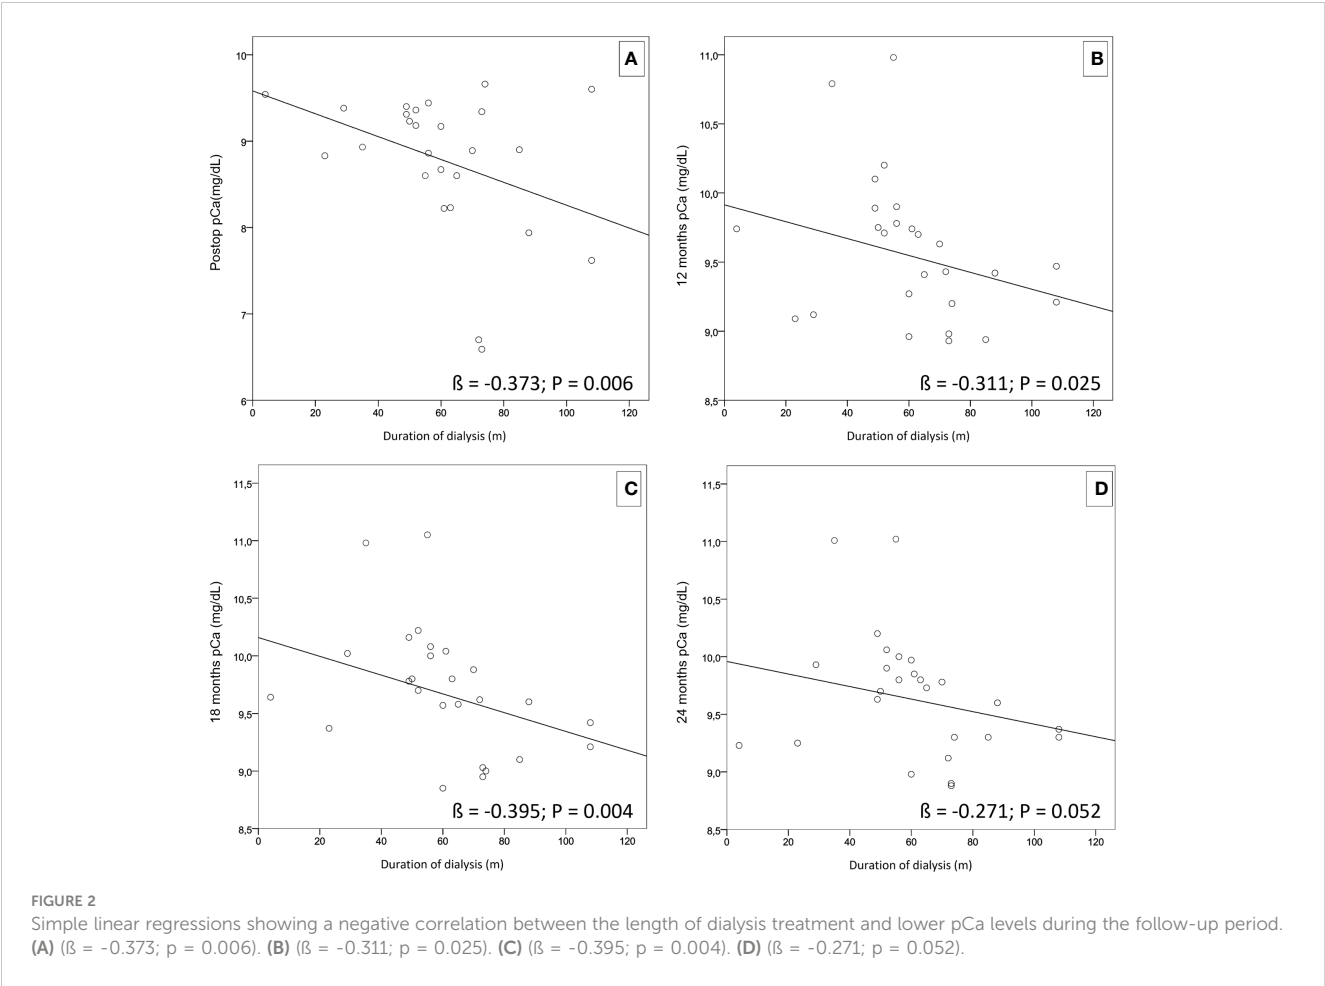 A
10
9
8
7
6
Postop pCa(mg/dL)
0 20 40 60 80 100 120
Duration of dialysis (m)
ß = -0.373; P = 0.006
B
11,0
10,5
10,0
9,5
9,0
8,5
12 months pCa (mg/dL)
0 20 40 60 80 100 120
Duration of dialysis (m)
ß = -0.311; P = 0.025
C
11,5
11,0
10,5
10,0
9,5
9,0
8,5
18 months pCa (mg/dL)
0 20 40 60 80 100 120
Duration of dialysis (m)
ß = -0.395; P = 0.004
D
11,5
11,0
10,5
10,0
9,5
9,0
8,5
24 months pCa (mg/dL)
0 20 40 60 80 100 120
Duration of dialysis (m)
ß = -0.271; P = 0.052
FIGURE 2
Simple linear regressions showing a negative correlation between the length of dialysis treatment and lower pCa levels during the follow-up period.
(A) (ß = -0.373; p = 0.006). (B) (ß = -0.311; p = 0.025). (C) (ß = -0.395; p = 0.004). (D) (ß = -0.271; p = 0.052).